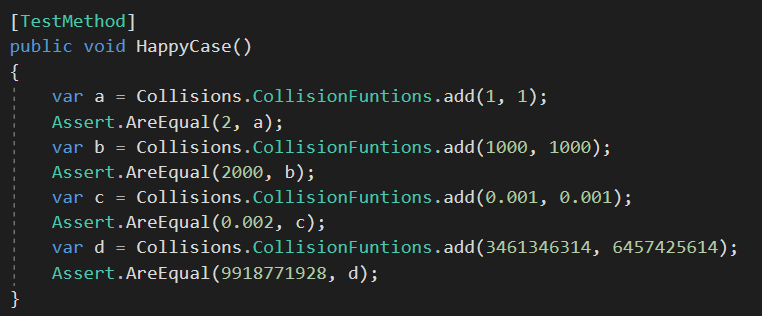 [TestMethod]
public void HappyCase()
{
var a = Collisions.CollisionFuntions.add(1, 1);
Assert.AreEqual(2, a);
var b = Collisions.CollisionFuntions.add(1000, 1000);
Assert.AreEqual(2000, b);
var c = Collisions.CollisionFuntions.add(0.001, 0.001);
Assert.AreEqual(0.002, c);
var d = Collisions.CollisionFuntions.add(3461346314, 6457425614);
Assert.AreEqual(9918771928, d);
}